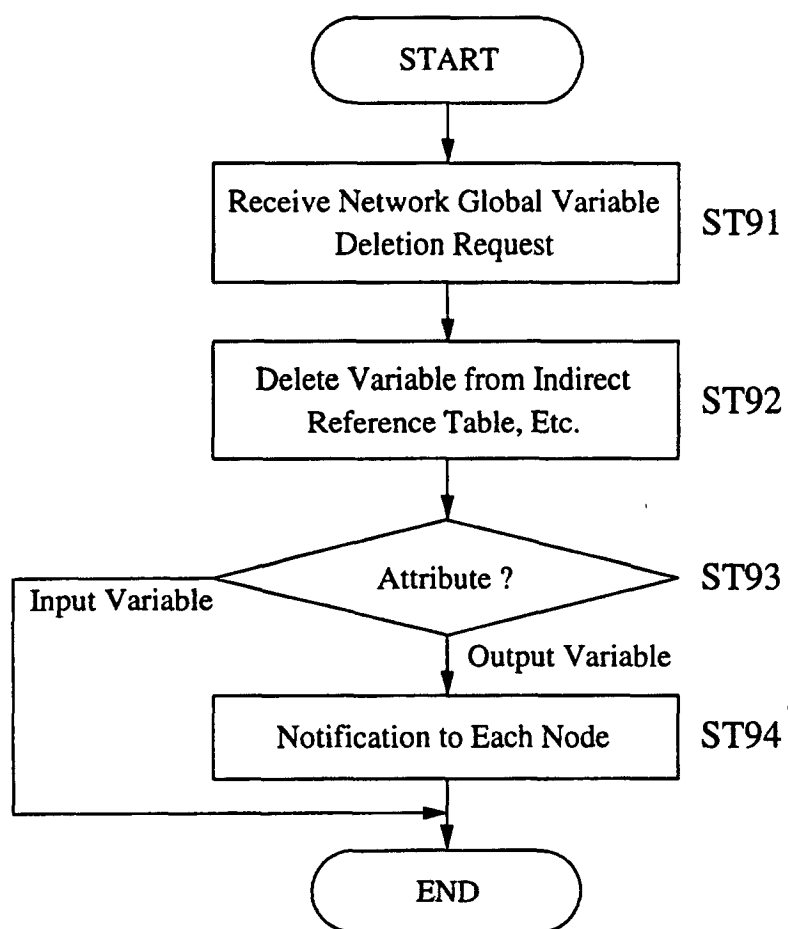 START
Receive Network Global Variable
Deletion Request
ST91
Delete Variable from Indirect
Reference Table, Etc.
ST92
Attribute ?
ST93
Input Variable
Output Variable
Notification to Each Node
ST94
END